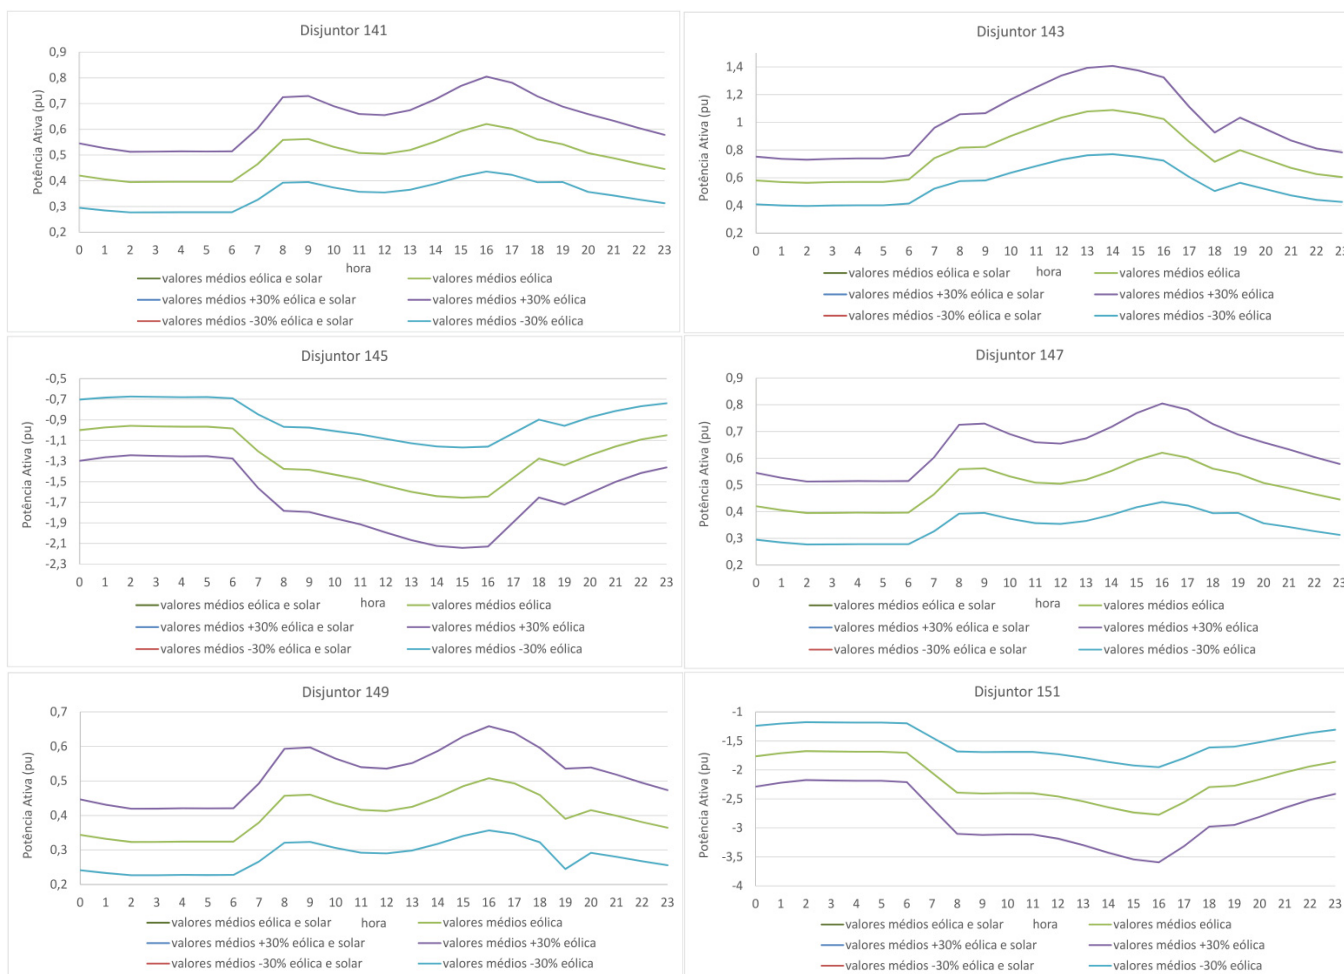 Disjuntor 141
Potência Ativa (pu)
0,9
0,8
0,7
0,6
0,5
0,4
0,3
0,2
0 1 2 3 4 5 6 7 8 9 10 11 12 13 14 15 16 17 18 19 20 21 22 23
hora
valores médios eólica e solar valores médios eólica
valores médios +30% eólica e solar valores médios +30% eólica
valores médios -30% eólica e solar valores médios -30% eólica
Disjuntor 143
Potência Ativa (pu)
1,4
1,2
1
0,8
0,6
0,4
0,2
0 1 2 3 4 5 6 7 8 9 10 11 12 13 14 15 16 17 18 19 20 21 22 23
valores médios eólica e solar hora valores médios eólica
valores médios +30% eólica e solar valores médios +30% eólica
valores médios -30% eólica e solar valores médios -30% eólica
Disjuntor 145
Potência Ativa (pu)
-0,5
-0,7
-0,9
-1,1
-1,3
-1,5
-1,7
-1,9
-2,1
-2,3
0 1 2 3 4 5 6 7 8 9 10 11 12 13 14 15 16 17 18 19 20 21 22 23
valores médios eólica e solar hora valores médios eólica
valores médios +30% eólica e solar valores médios +30% eólica
valores médios -30% eólica e solar valores médios -30% eólica
Disjuntor 147
Potência Ativa (pu)
0,9
0,8
0,7
0,6
0,5
0,4
0,3
0,2
0 1 2 3 4 5 6 7 8 9 10 11 12 13 14 15 16 17 18 19 20 21 22 23
valores médios eólica e solar hora valores médios eólica
valores médios +30% eólica e solar valores médios +30% eólica
valores médios -30% eólica e solar valores médios -30% eólica
Disjuntor 149
Potência Ativa (pu)
0,7
0,6
0,5
0,4
0,3
0,2
0 1 2 3 4 5 6 7 8 9 10 11 12 13 14 15 16 17 18 19 20 21 22 23
valores médios eólica e solar hora valores médios eólica
valores médios +30% eólica e solar valores médios +30% eólica
valores médios -30% eólica e solar valores médios -30% eólica
Disjuntor 151
Potência Ativa (pu)
-1
-1,5
-2
-2,5
-3
-3,5
-4
0 1 2 3 4 5 6 7 8 9 10 11 12 13 14 15 16 17 18 19 20 21 22 23
valores médios eólica e solar hora valores médios eólica
valores médios +30% eólica e solar valores médios +30% eólica
valores médios -30% eólica e solar valores médios -30% eólica